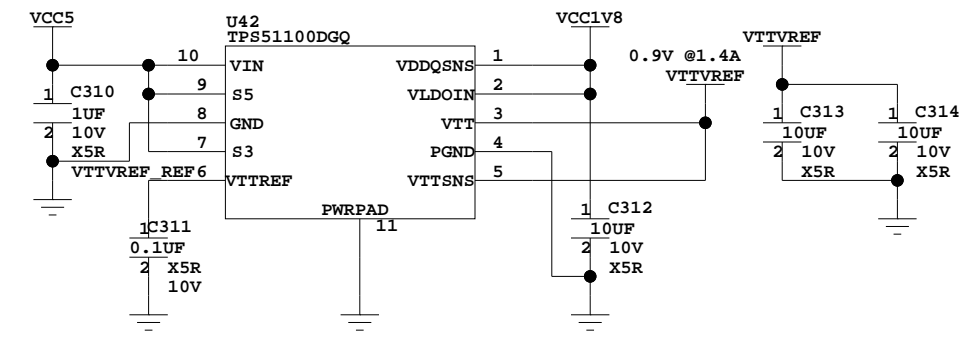 VCC5
U42
TPS51100DGQ
VCC1V8
0.9V @1.4A
VTTVREF
VTTVREF
10 VIN VDDQSNS 1
9 S5 VLDOIN 2
8 GND VTT 3
7 S3 PGND 4
VTTVREF_REF 6 VTTREF VTTSNS 5
PWRPAD
11
1 C310
1UF
2 10V
X5R
1 C311
0.1UF
2 X5R
10V
1 C312
10UF
2 10V
X5R
1 C313
10UF
2 10V
X5R
1 C314
10UF
2 10V
X5R